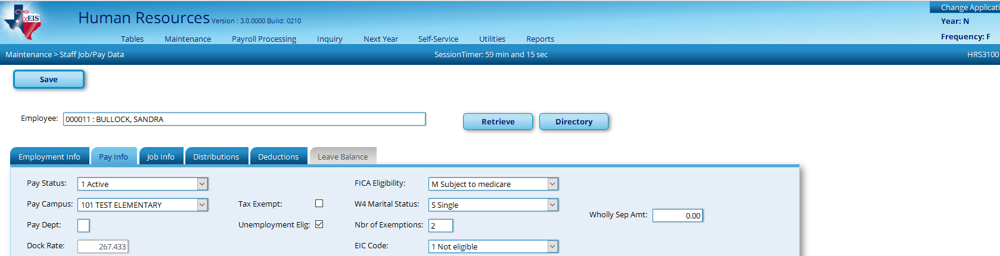 TxEIS
Human Resources Version : 3.0.0000 Build: 0210
Change Applicati
Year: N
Frequency: F
Tables Maintenance Payroll Processing Inquiry Next Year Self-Service Utilities Reports
Maintenance > Staff Job/Pay Data SessionTimer: 59 min and 15 sec HRS3100
Save
Employee: 000011 : BULLOCK, SANDRA Retrieve Directory
Employment Info Pay Info Job Info Distributions Deductions Leave Balance
Pay Status: 1 Active FICA Eligibility: M Subject to medicare
Pay Campus: 101 TEST ELEMENTARY Tax Exempt: W4 Marital Status: S Single
Wholly Sep Amt: 0.00
Pay Dept: Unemployment Elig: Nbr of Exemptions: 2
Dock Rate: 267.433 EIC Code: 1 Not eligible